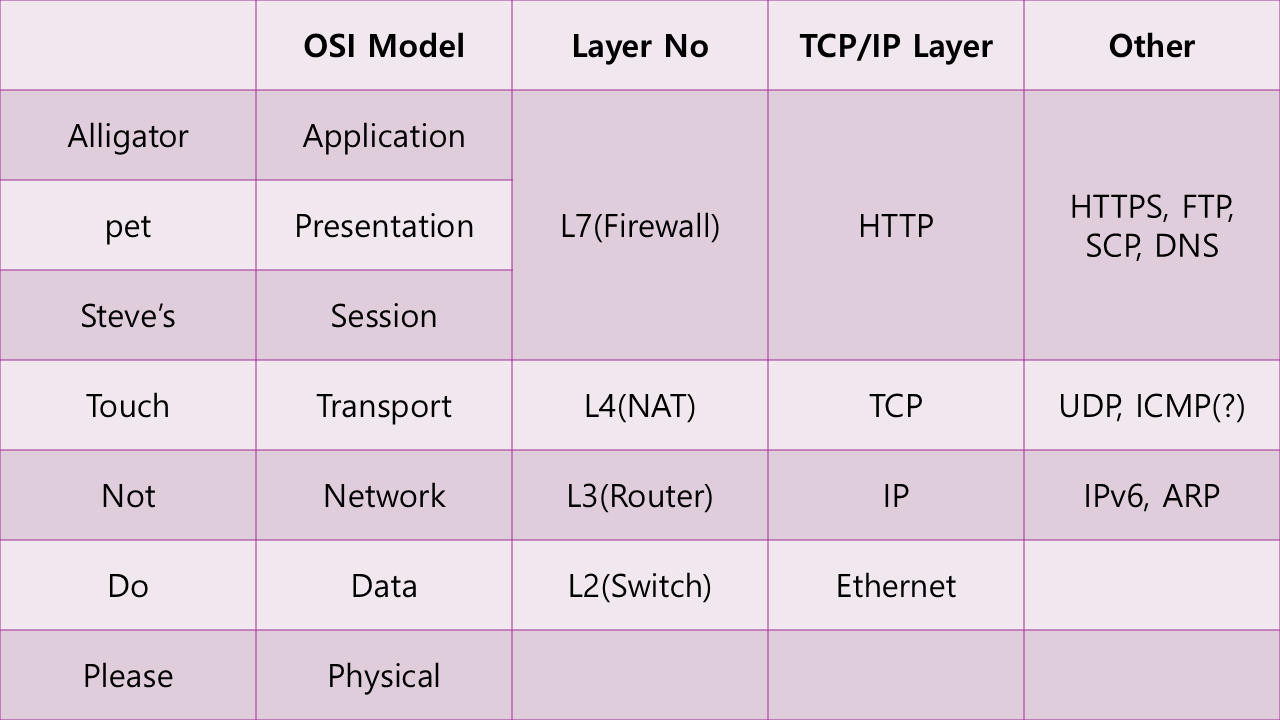 OSI Model
Layer No
TCP/IP Layer
Other
Alligator
Application
L7(Firewall)
HTTP
HTTPS, FTP,
SCP, DNS
pet
Presentation
Steve’s
Session
Touch
Transport
L4(NAT)
TCP
UDP, ICMP(?)
Not
Network
L3(Router)
IP
IPv6, ARP
Do
Data
L2(Switch)
Ethernet
Please
Physical